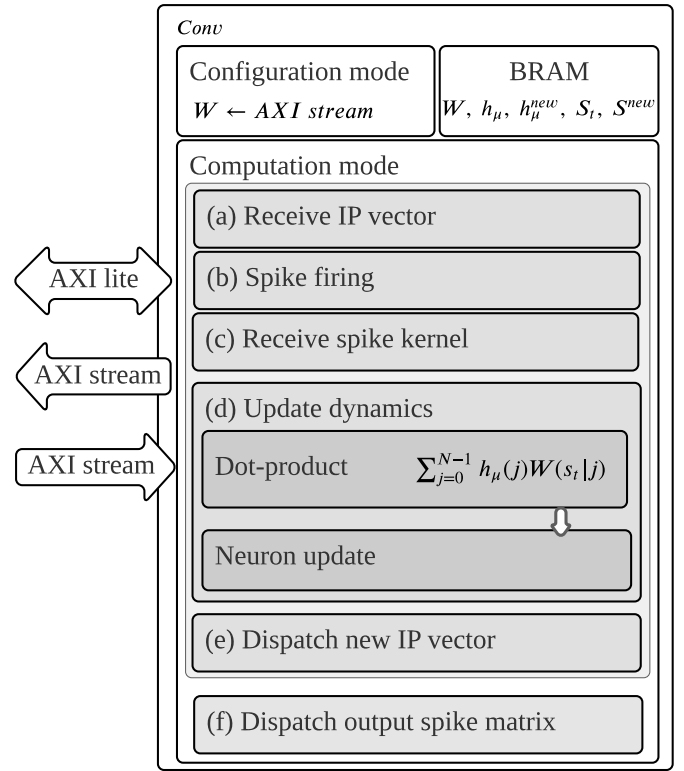 Conv
Configuration mode
W ← AXI stream
BRAM
W, hμ, hμ^new, St, S^new
Computation mode
(a) Receive IP vector
(b) Spike firing
(c) Receive spike kernel
(d) Update dynamics
Dot-product ∑_{j=0}^{N−1} hμ(j)W(st|j)
Neuron update
(e) Dispatch new IP vector
(f) Dispatch output spike matrix
AXI lite
AXI stream
AXI stream